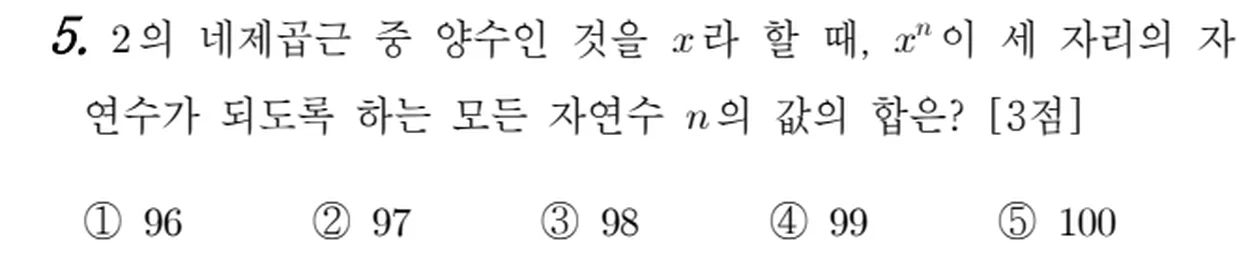 5. 2의 네제곱근 중 양수인 것을 x라 할 때, xⁿ이 세 자리의 자
연수가 되도록 하는 모든 자연수 n의 값의 합은? [3점]
① 96 ② 97 ③ 98 ④ 99 ⑤ 100